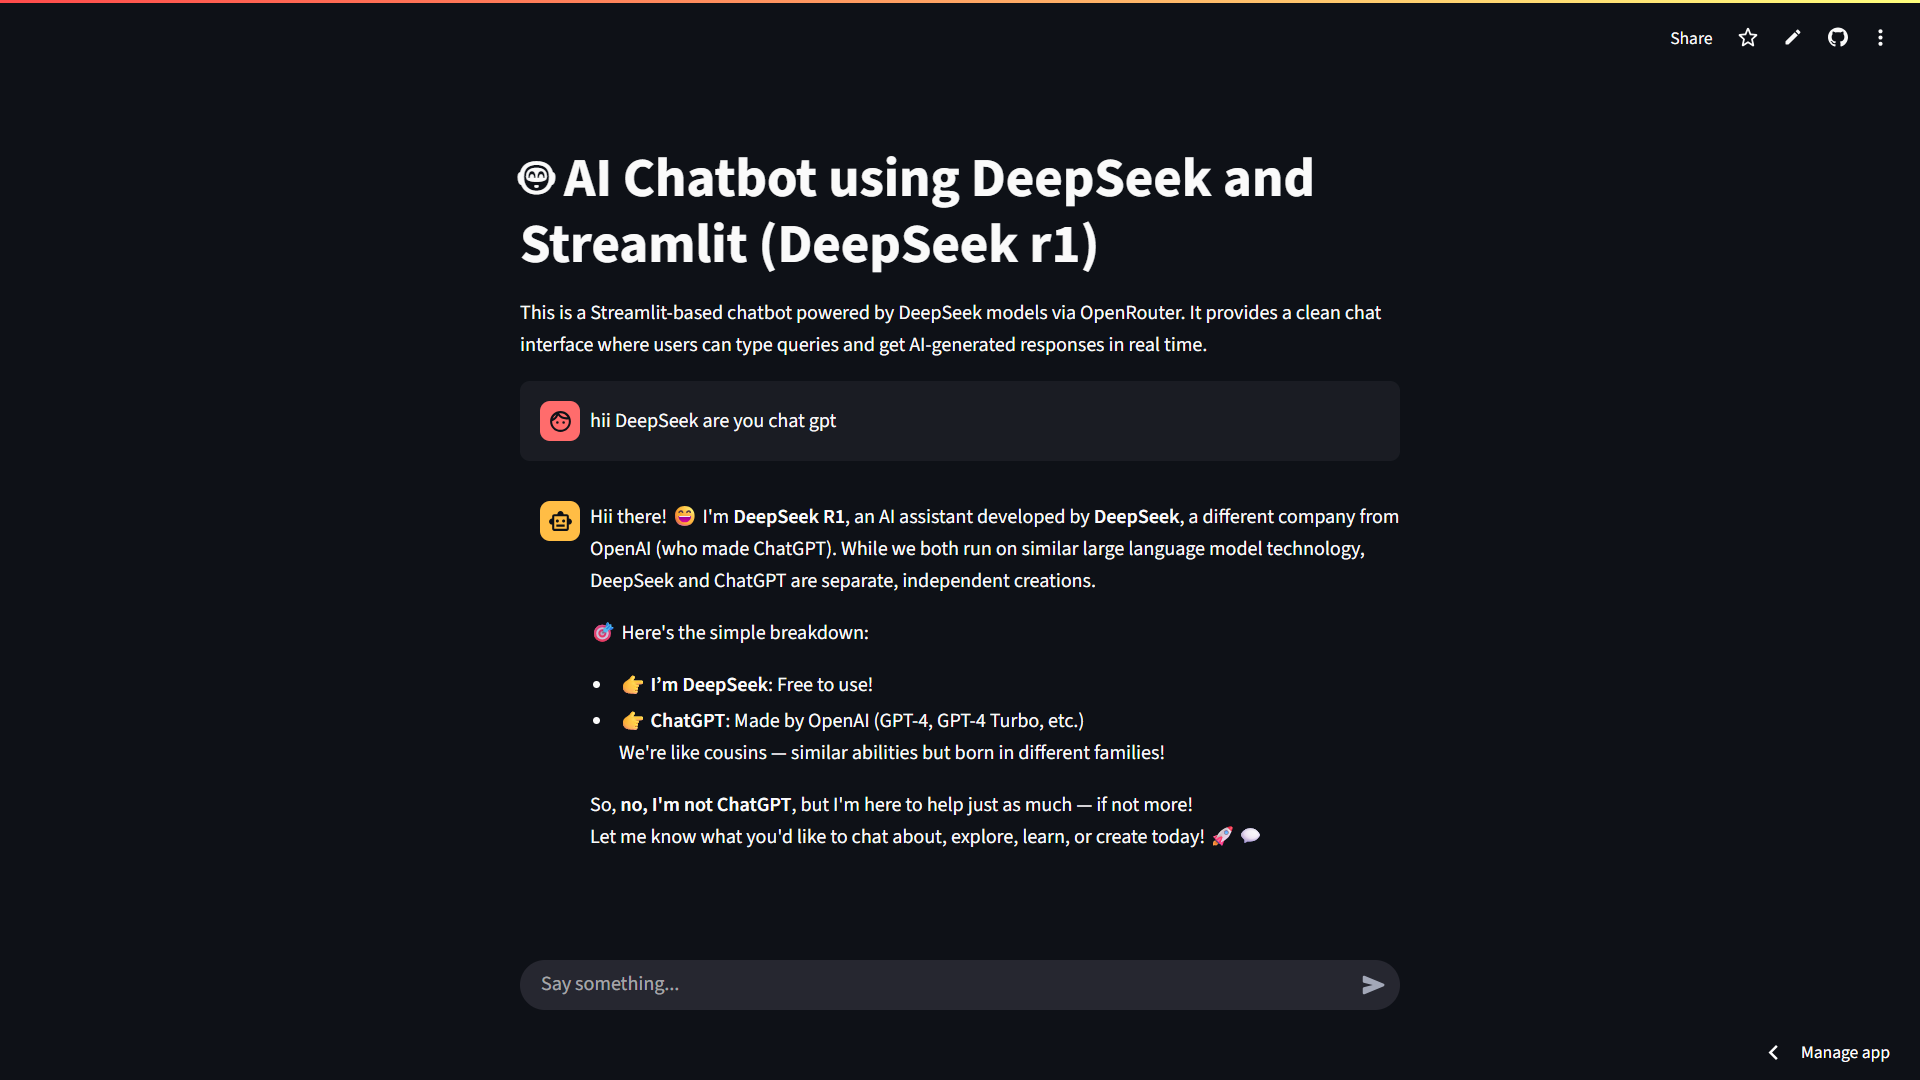 Share
AI Chatbot using DeepSeek and
Streamlit (DeepSeek r1)
This is a Streamlit-based chatbot powered by DeepSeek models via OpenRouter. It provides a clean chat
interface where users can type queries and get AI-generated responses in real time.
hii DeepSeek are you chat gpt
Hii there! 😄 I'm DeepSeek R1, an AI assistant developed by DeepSeek, a different company from
OpenAI (who made ChatGPT). While we both run on similar large language model technology,
DeepSeek and ChatGPT are separate, independent creations.
🎯 Here's the simple breakdown:
• 👉 I’m DeepSeek: Free to use!
• 👉 ChatGPT: Made by OpenAI (GPT-4, GPT-4 Turbo, etc.)
We're like cousins — similar abilities but born in different families!
So, no, I'm not ChatGPT, but I'm here to help just as much — if not more!
Let me know what you'd like to chat about, explore, learn, or create today! 🚀 💬
Say something...
Manage app